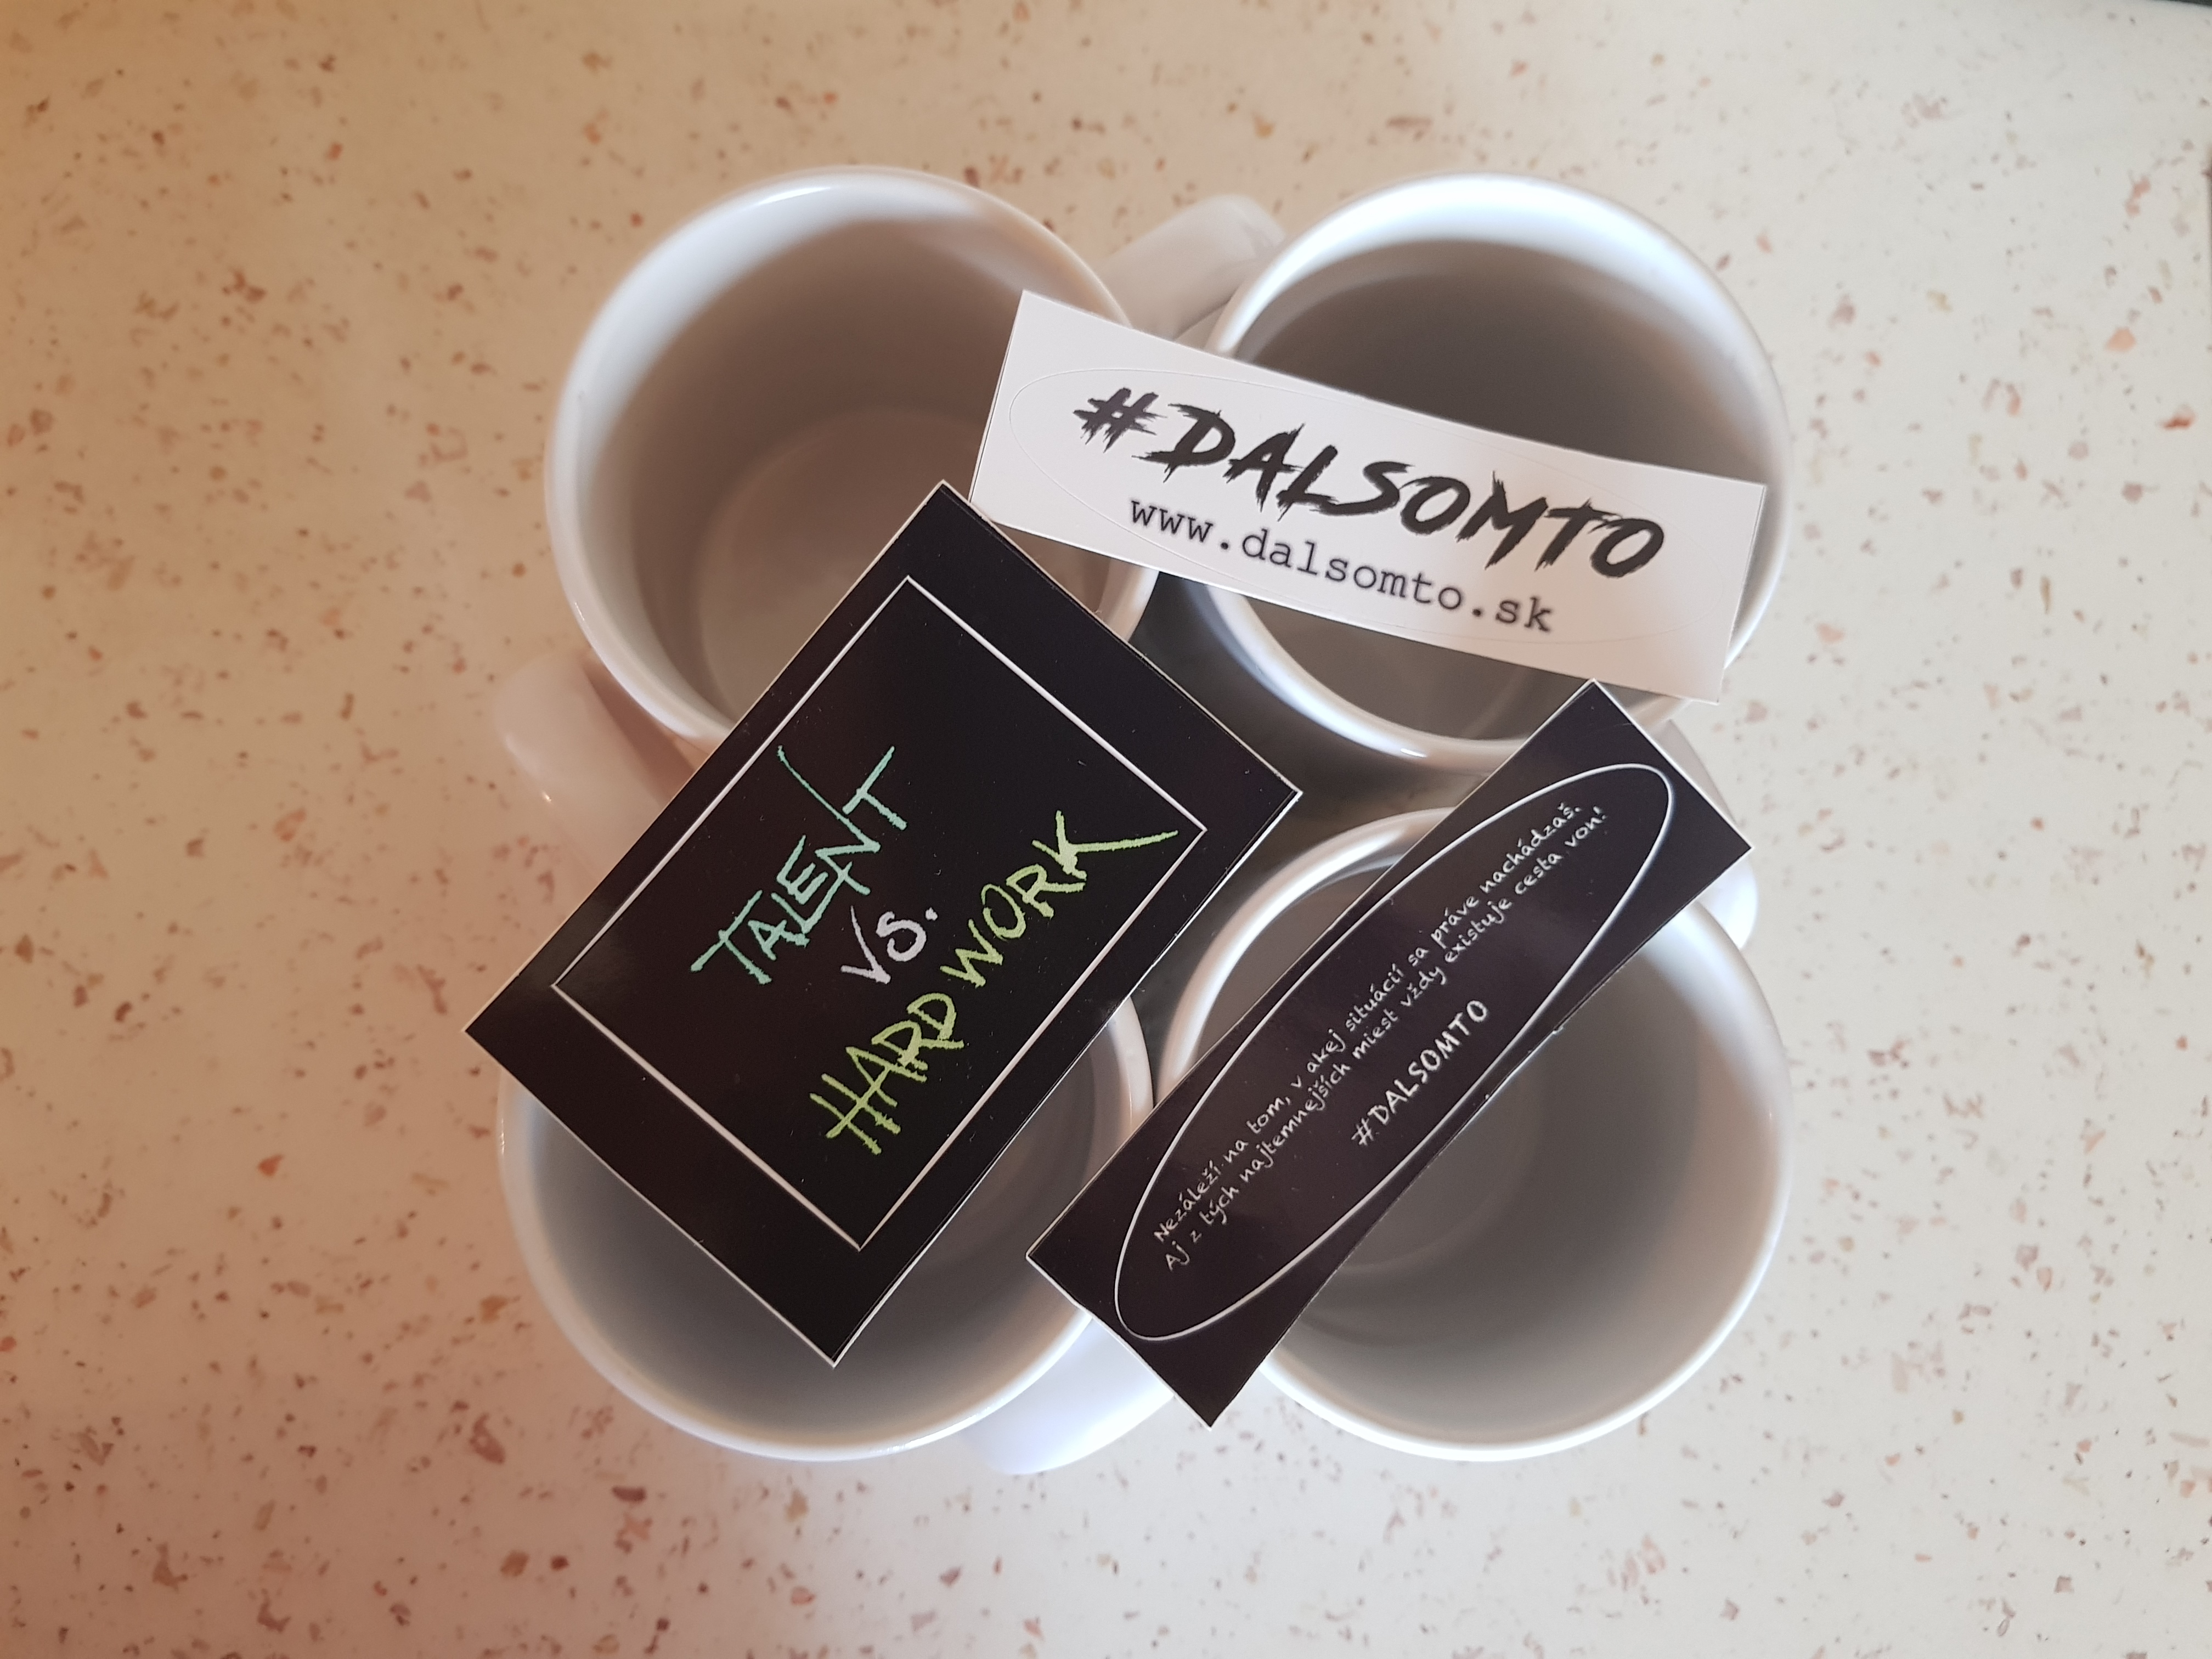 #DALSOMTO
www.dalsomto.sk
TALENT
VS.
HARD WORK
Nezáleží na tom, v akej situácií sa práve nachádzaš.
Aj z tých najtemnejších miest vždy existuje cesta von!
#DALSOMTO